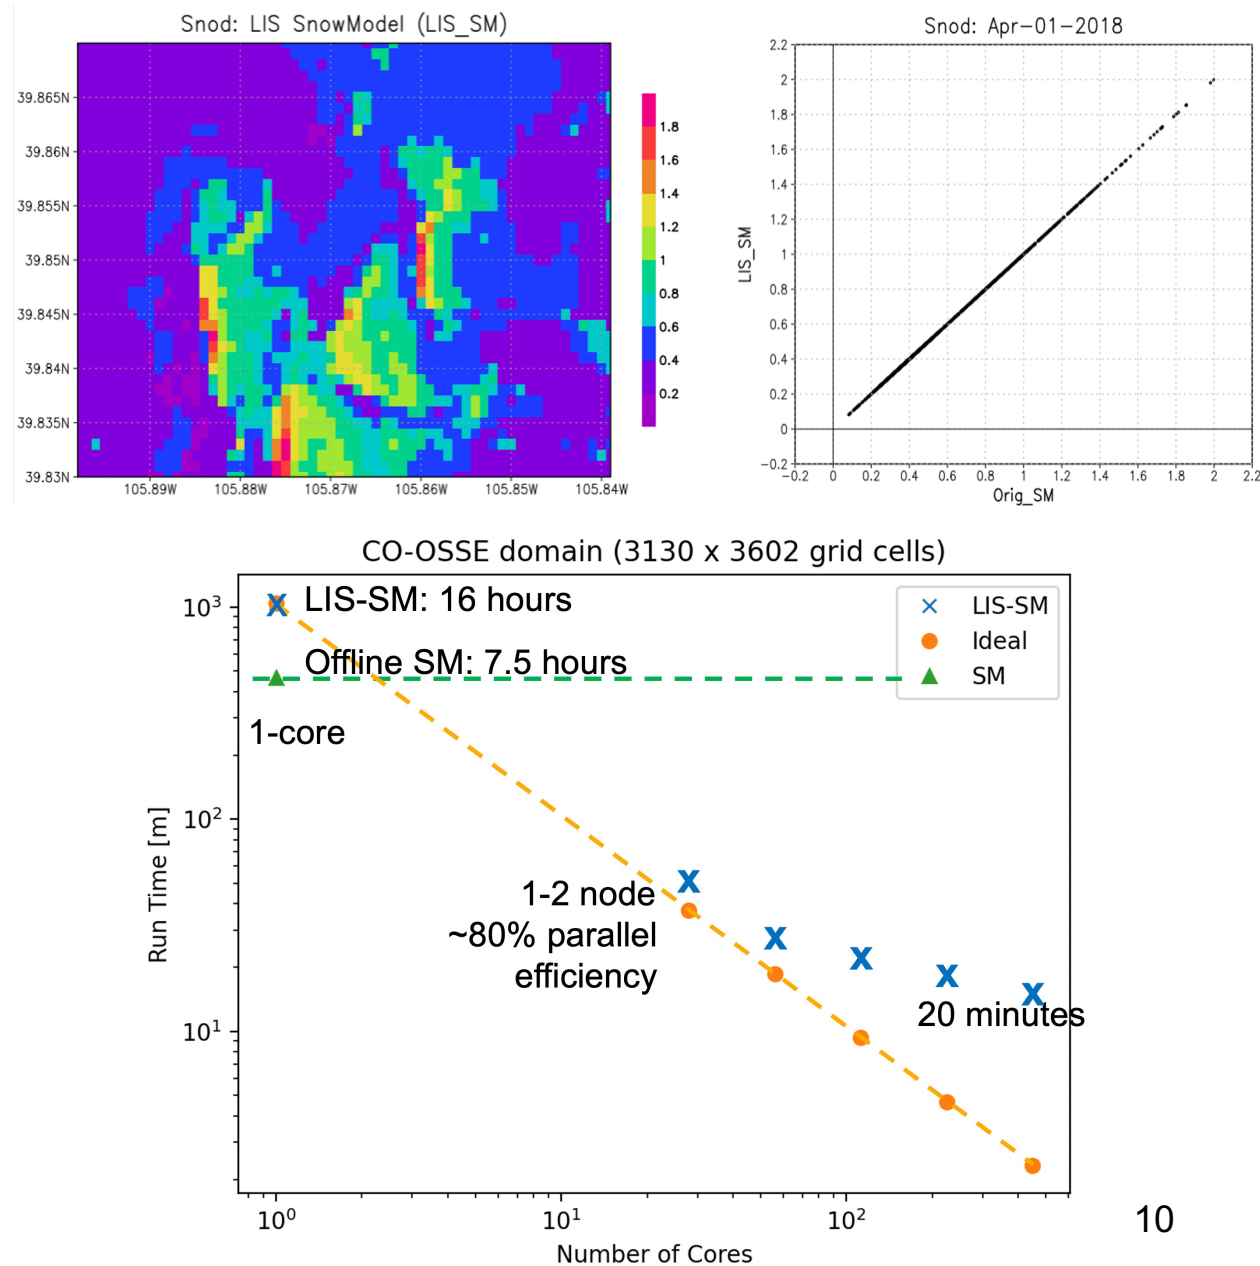 Snod: LIS SnowModel (LIS_SM)
39.865N
39.86N
39.855N
39.85N
39.845N
39.84N
39.835N
39.83N
105.89W 105.88W 105.87W 105.86W 105.85W 105.84W
1.8
1.6
1.4
1.2
1
0.8
0.6
0.4
0.2
Snod: Apr-01-2018
LIS_SM
2.2
2
1.8
1.6
1.4
1.2
1
0.8
0.6
0.4
0.2
0
-0.2
-0.2 0 0.2 0.4 0.6 0.8 1 1.2 1.4 1.6 1.8 2 2.2
Orig_SM
CO-OSSE domain (3130 x 3602 grid cells)
LIS-SM: 16 hours
Offline SM: 7.5 hours
1-core
1-2 node
~80% parallel
efficiency
20 minutes
LIS-SM
Ideal
SM
Run Time [m]
10³
10²
10¹
10⁰ 10¹ 10²
Number of Cores
10